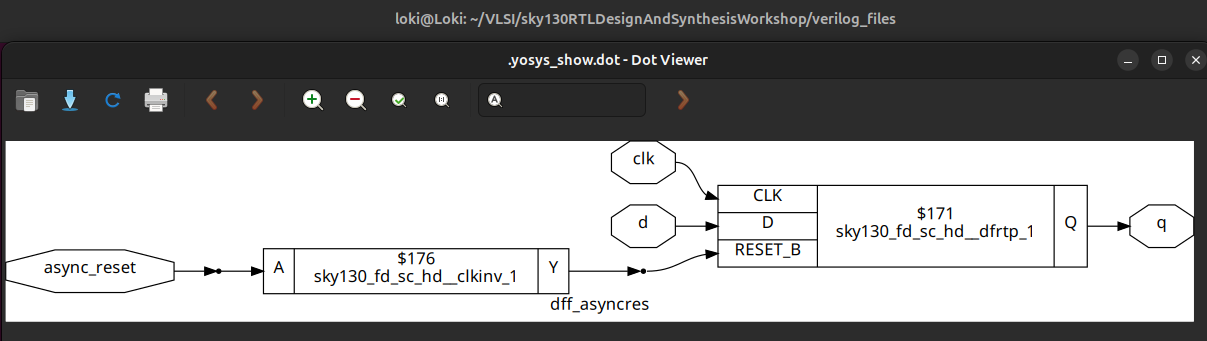 loki@Loki: ~/VLSI/sky130RTLDesignAndSynthesisWorkshop/verilog_files
.yosys_show.dot - Dot Viewer
clk
CLK
d
D
$171
sky130_fd_sc_hd__dfrtp_1
Q
q
RESET_B
async_reset
A
$176
sky130_fd_sc_hd__clkinv_1
Y
dff_asyncres